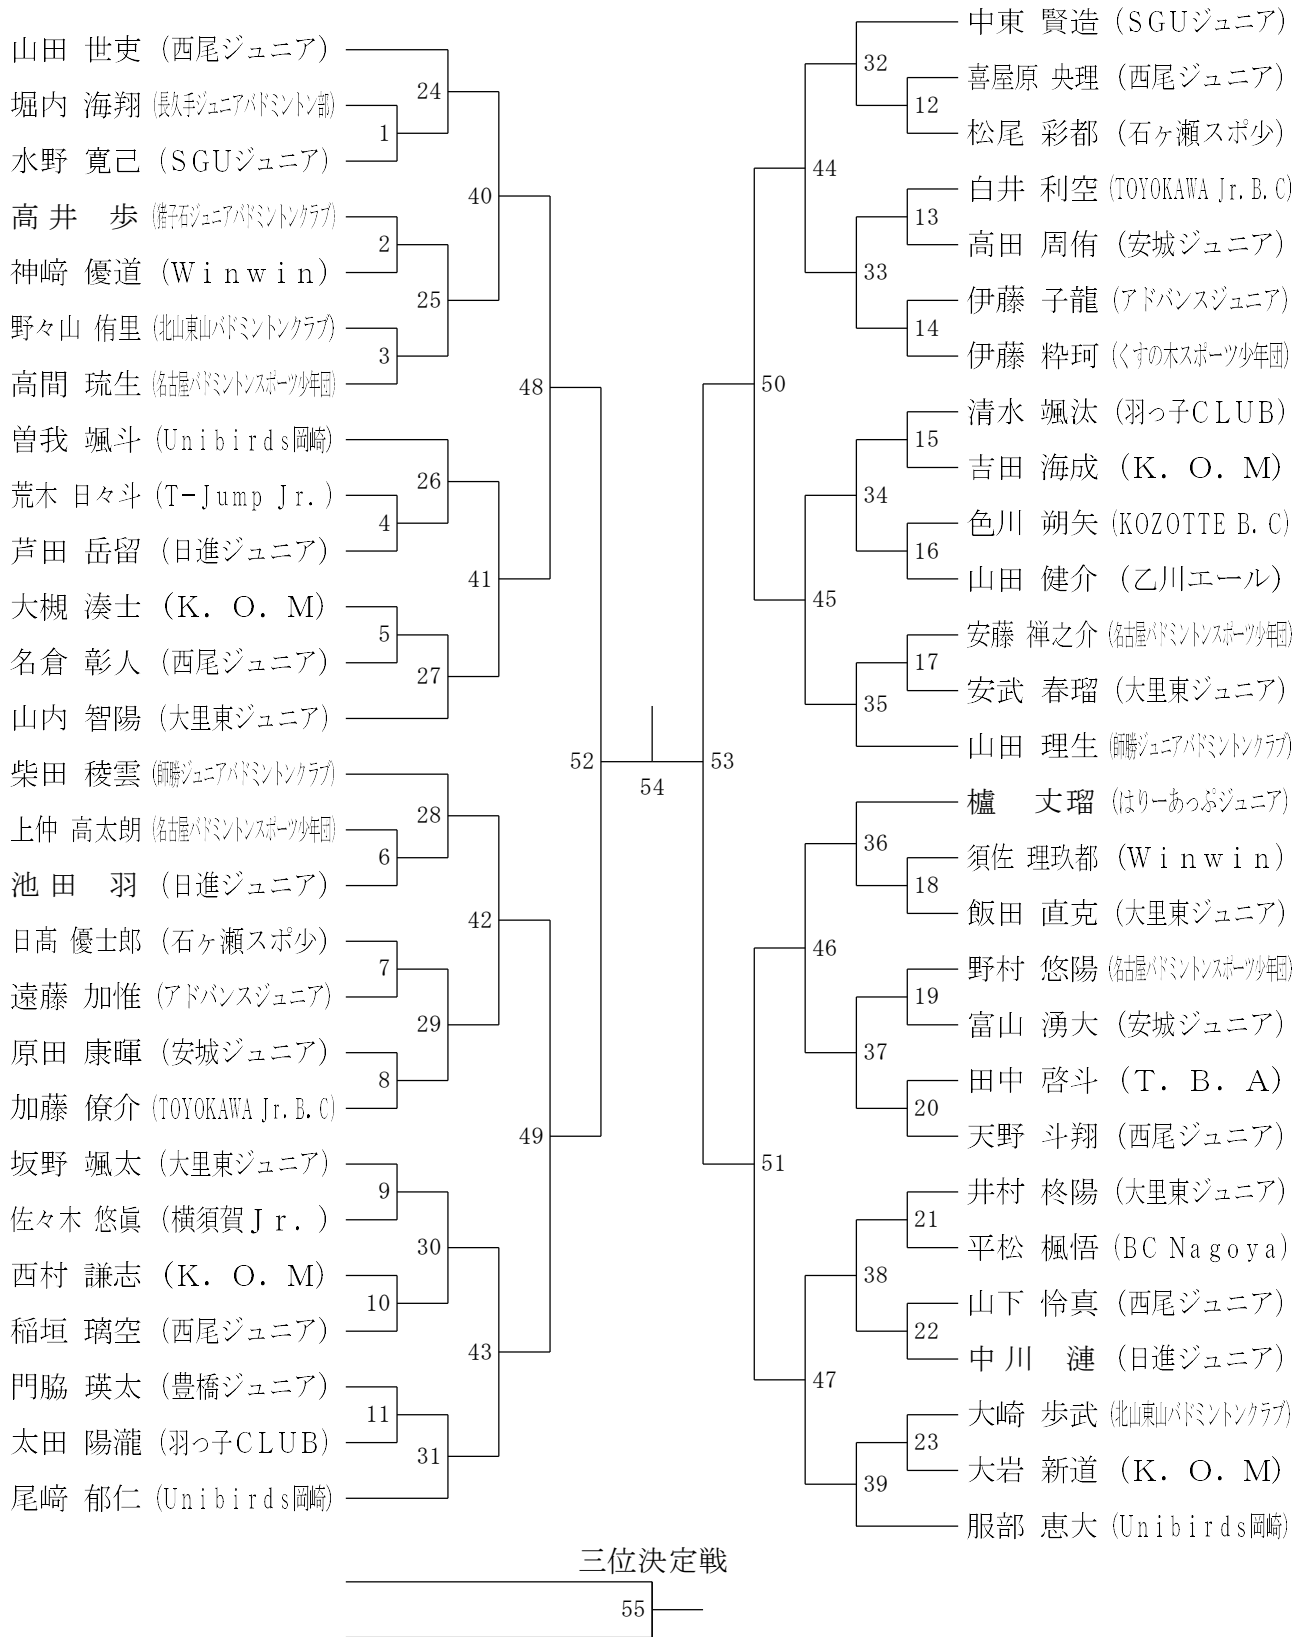 山田 世吏 (西尾ジュニア)
堀内 海翔 (長久手ジュニアバドミントン部)
水野 寛己 (SGUジュニア)
高井 歩 (猪子石ジュニアバドミントンクラブ)
神﨑 優道 (Winwin)
野々山 侑里 (北山東山バドミントンクラブ)
高間 琉生 (名古屋バドミントンスポーツ少年団)
曽我 颯斗 (Unibirds岡崎)
荒木 日々斗 (T-Jump Jr.)
芦田 岳留 (日進ジュニア)
大槻 湊士 (K.O.M)
名倉 彰人 (西尾ジュニア)
山内 智陽 (大里東ジュニア)
柴田 稜雲 (師勝ジュニアバドミントンクラブ)
上仲 高太朗 (名古屋バドミントンスポーツ少年団)
池田 羽 (日進ジュニア)
日髙 優士郎 (石ヶ瀬スポ少)
遠藤 加惟 (アドバンスジュニア)
原田 康暉 (安城ジュニア)
加藤 僚介 (TOYOKAWA Jr.B.C)
坂野 颯太 (大里東ジュニア)
佐々木 悠眞 (横須賀Jr.)
西村 謙志 (K.O.M)
稲垣 璃空 (西尾ジュニア)
門脇 瑛太 (豊橋ジュニア)
太田 陽瀧 (羽っ子CLUB)
尾﨑 郁仁 (Unibirds岡崎)
1
2
3
4
5
6
7
8
9
10
11
24
25
26
27
28
29
30
31
40
41
42
43
48
49
52
54
53
50
51
44
45
46
47
32
33
34
35
36
37
38
39
12
13
14
15
16
17
18
19
20
21
22
23
中東 賢造 (SGUジュニア)
喜屋原 央理 (西尾ジュニア)
松尾 彩都 (石ヶ瀬スポ少)
白井 利空 (TOYOKAWA Jr.B.C)
高田 周侑 (安城ジュニア)
伊藤 子龍 (アドバンスジュニア)
伊藤 粋珂 (くすの木スポーツ少年団)
清水 颯汰 (羽っ子CLUB)
吉田 海成 (K.O.M)
色川 朔矢 (KOZOTTE B.C)
山田 健介 (乙川エール)
安藤 禅之介 (名古屋バドミントンスポーツ少年団)
安武 春瑠 (大里東ジュニア)
山田 理生 (師勝ジュニアバドミントンクラブ)
櫨 丈瑠 (はりーあっぷジュニア)
須佐 理玖都 (Winwin)
飯田 直克 (大里東ジュニア)
野村 悠陽 (名古屋バドミントンスポーツ少年団)
富山 湧大 (安城ジュニア)
田中 啓斗 (T.B.A)
天野 斗翔 (西尾ジュニア)
井村 柊陽 (大里東ジュニア)
平松 楓悟 (BC Nagoya)
山下 怜真 (西尾ジュニア)
中川 漣 (日進ジュニア)
大崎 歩武 (北山東山バドミントンクラブ)
大岩 新道 (K.O.M)
服部 恵大 (Unibirds岡崎)
三位決定戦
55